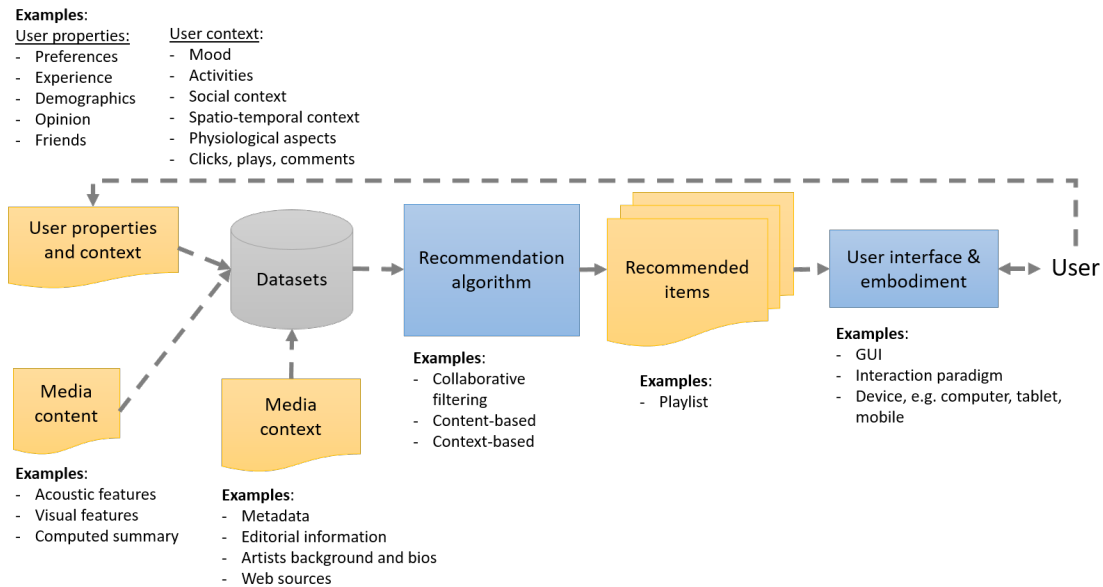 Examples:
User properties:
- Preferences
- Experience
- Demographics
- Opinion
- Friends
User context:
- Mood
- Activities
- Social context
- Spatio-temporal context
- Physiological aspects
- Clicks, plays, comments
User properties
and context
Datasets
Recommendation
algorithm
Recommended
items
User interface &
embodiment
User
Media
content
Media
context
Examples:
- Acoustic features
- Visual features
- Computed summary
Examples:
- Metadata
- Editorial information
- Artists background and bios
- Web sources
Examples:
- Collaborative
filtering
- Content-based
- Context-based
Examples:
- Playlist
Examples:
- GUI
- Interaction paradigm
- Device, e.g. computer, tablet,
mobile